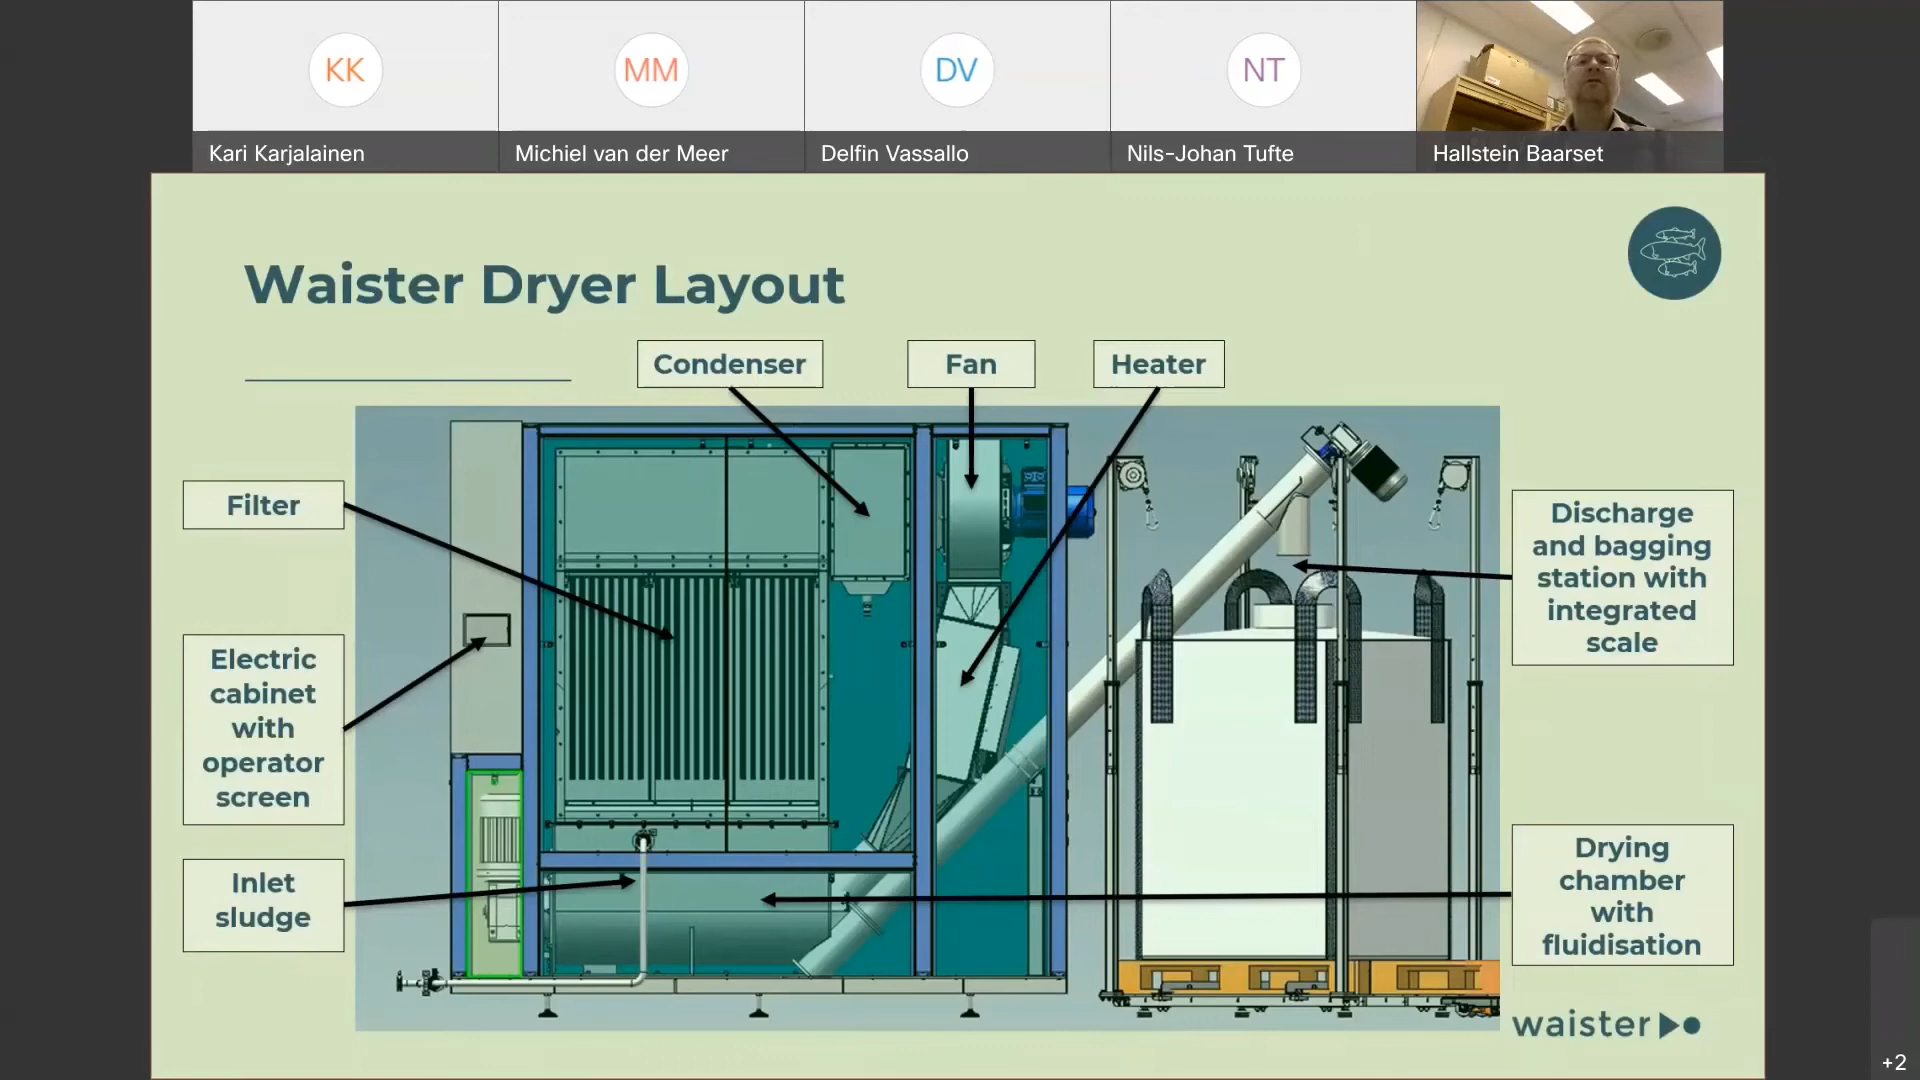 KK
MM
DV
NT
Kari Karjalainen
Michiel van der Meer
Delfin Vassallo
Nils-Johan Tufte
Hallstein Baarset
Waister Dryer Layout
Condenser
Fan
Heater
Filter
Electric
cabinet
with
operator
screen
Inlet
sludge
Discharge
and bagging
station with
integrated
scale
Drying
chamber
with
fluidisation
waister
+2